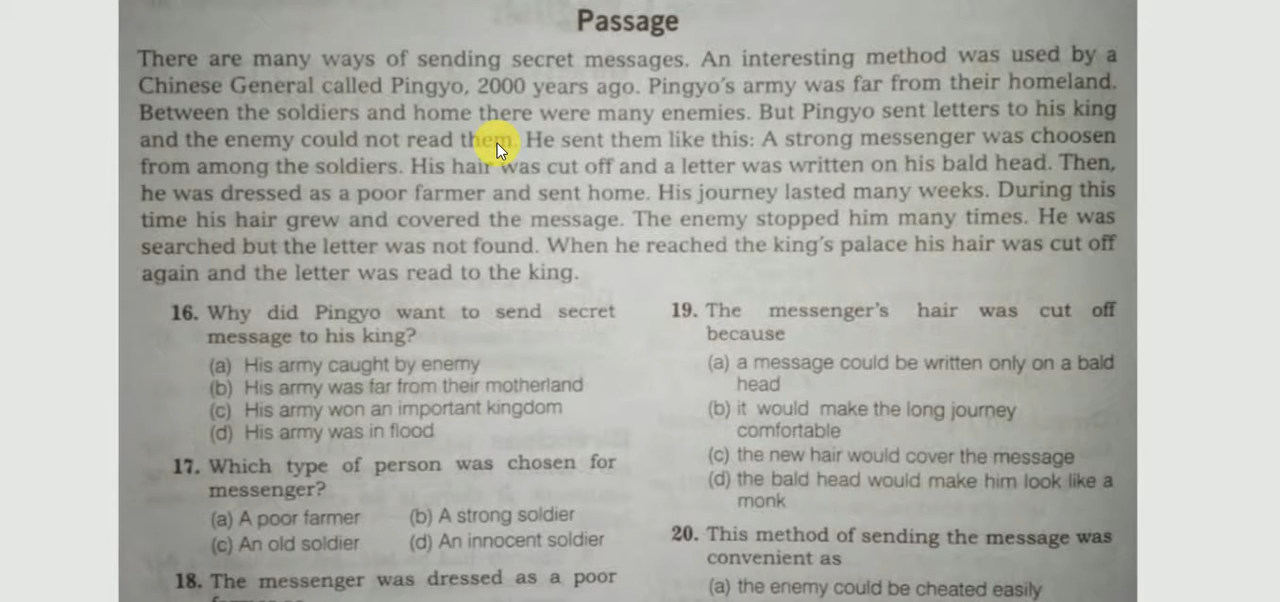 Passage
There are many ways of sending secret messages. An interesting method was used by a
Chinese General called Pingyo, 2000 years ago. Pingyo's army was far from their homeland.
Between the soldiers and home there were many enemies. But Pingyo sent letters to his king
and the enemy could not read them. He sent them like this: A strong messenger was choosen
from among the soldiers. His hair was cut off and a letter was written on his bald head. Then,
he was dressed as a poor farmer and sent home. His journey lasted many weeks. During this
time his hair grew and covered the message. The enemy stopped him many times. He was
searched but the letter was not found. When he reached the king's palace his hair was cut off
again and the letter was read to the king.
16. Why did Pingyo want to send secret
message to his king?
(a) His army caught by enemy
(b) His army was far from their motherland
(c) His army won an important kingdom
(d) His army was in flood
17. Which type of person was chosen for
messenger?
(a) A poor farmer (b) A strong soldier
(c) An old soldier (d) An innocent soldier
18. The messenger was dressed as a poor
19. The messenger's hair was cut off
because
(a) a message could be written only on a bald
head
(b) it would make the long journey
comfortable
(c) the new hair would cover the message
(d) the bald head would make him look like a
monk
20. This method of sending the message was
convenient as
(a) the enemy could be cheated easily